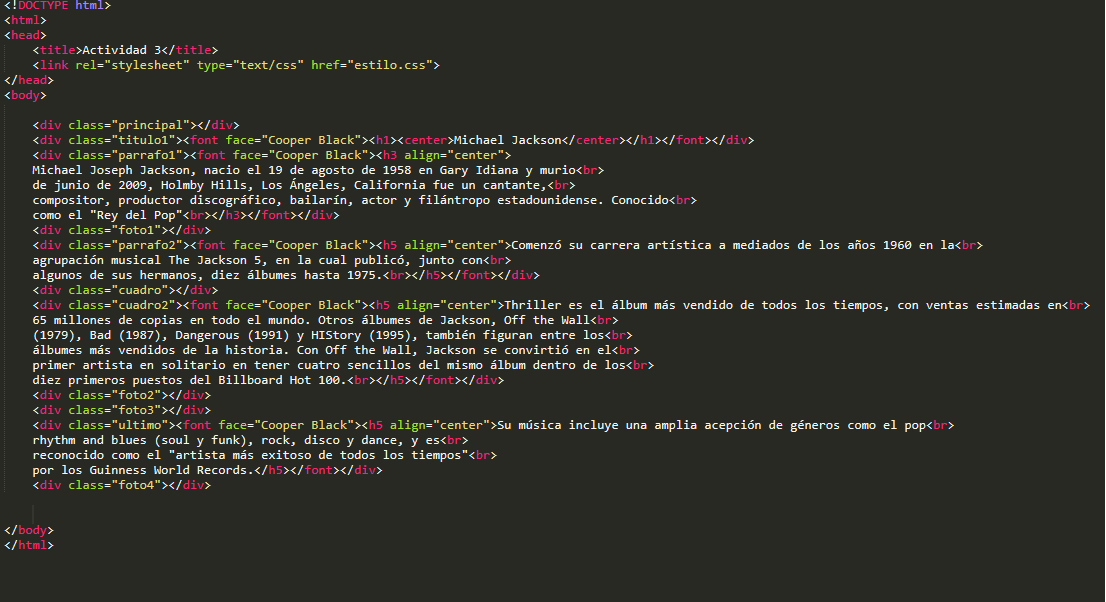 <!DOCTYPE html>
<html>
<head>
    <title>Actividad 3</title>
    <link rel="stylesheet" type="text/css" href="estilo.css">
</head>
<body>

    <div class="principal"></div>
    <div class="titulo1"><font face="Cooper Black"><h1><center>Michael Jackson</center></h1></font></div>
    <div class="parrafo1"><font face="Cooper Black"><h3 align="center">
    Michael Joseph Jackson, nacio el 19 de agosto de 1958 en Gary Idiana y murio<br>
    de junio de 2009, Holmby Hills, Los Ángeles, California fue un cantante,<br>
    compositor, productor discográfico, bailarín, actor y filántropo estadounidense. Conocido<br>
    como el "Rey del Pop"<br></h3></font></div>
    <div class="foto1"></div>
    <div class="parrafo2"><font face="Cooper Black"><h5 align="center">Comenzó su carrera artística a mediados de los años 1960 en la<br>
    agrupación musical The Jackson 5, en la cual publicó, junto con<br>
    algunos de sus hermanos, diez álbumes hasta 1975.<br></h5></font></div>
    <div class="cuadro"></div>
    <div class="cuadro2"><font face="Cooper Black"><h5 align="center">Thriller es el álbum más vendido de todos los tiempos, con ventas estimadas en<br>
    65 millones de copias en todo el mundo. Otros álbumes de Jackson, Off the Wall<br>
    (1979), Bad (1987), Dangerous (1991) y HIStory (1995), también figuran entre los<br>
    álbumes más vendidos de la historia. Con Off the Wall, Jackson se convirtió en el<br>
    primer artista en solitario en tener cuatro sencillos del mismo álbum dentro de los<br>
    diez primeros puestos del Billboard Hot 100.<br></h5></font></div>
    <div class="foto2"></div>
    <div class="foto3"></div>
    <div class="ultimo"><font face="Cooper Black"><h5 align="center">Su música incluye una amplia acepción de géneros como el pop<br>
    rhythm and blues (soul y funk), rock, disco y dance, y es<br>
    reconocido como el "artista más exitoso de todos los tiempos"<br>
    por los Guinness World Records.</h5></font></div>
    <div class="foto4"></div>

</body>
</html>